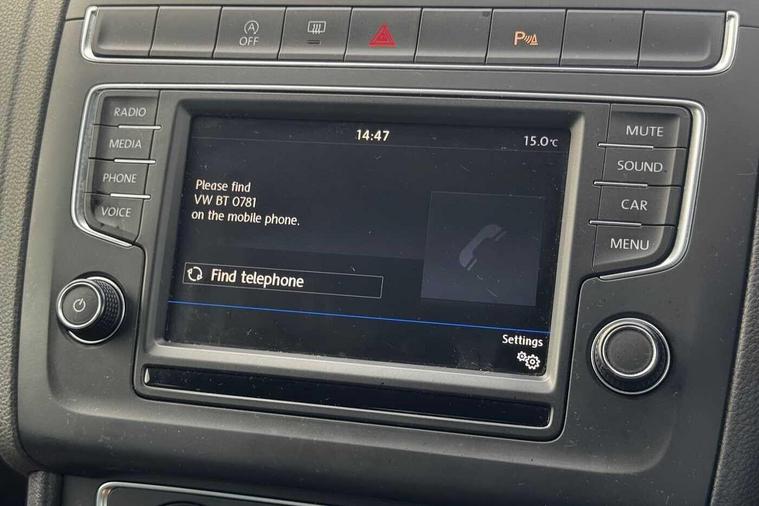 A
OFF
P
RADIO
MEDIA
PHONE
VOICE
14:47
15.0°C
Please find
VW BT 0781
on the mobile phone.
Find telephone
Settings
MUTE
SOUND
CAR
MENU